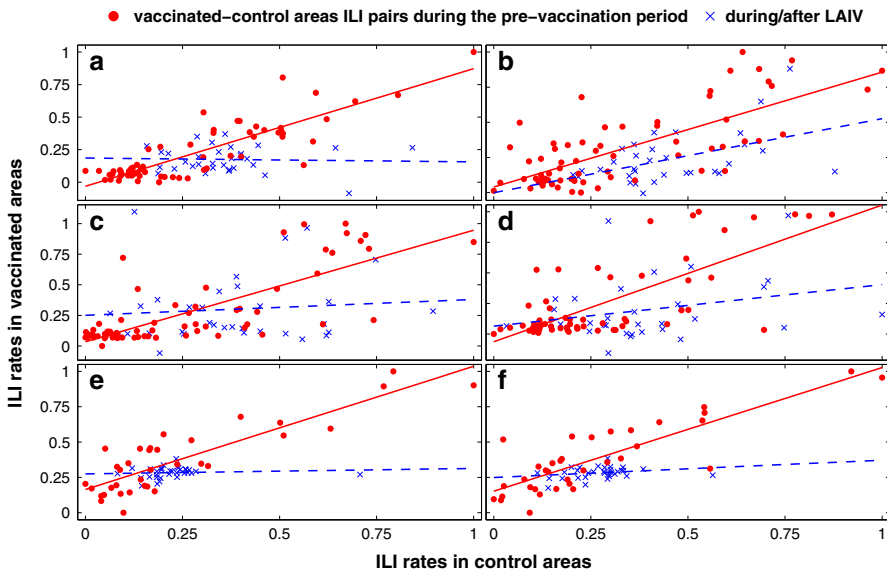 vaccinated-control areas ILI pairs during the pre-vaccination period
during/after LAIV
a
b
1
0.75
0.5
0.25
0
c
d
1
0.75
0.5
0.25
0
e
f
1
0.75
0.5
0.25
0
0
0.25
0.5
0.75
1
0
0.25
0.5
0.75
1
ILI rates in vaccinated areas
ILI rates in control areas